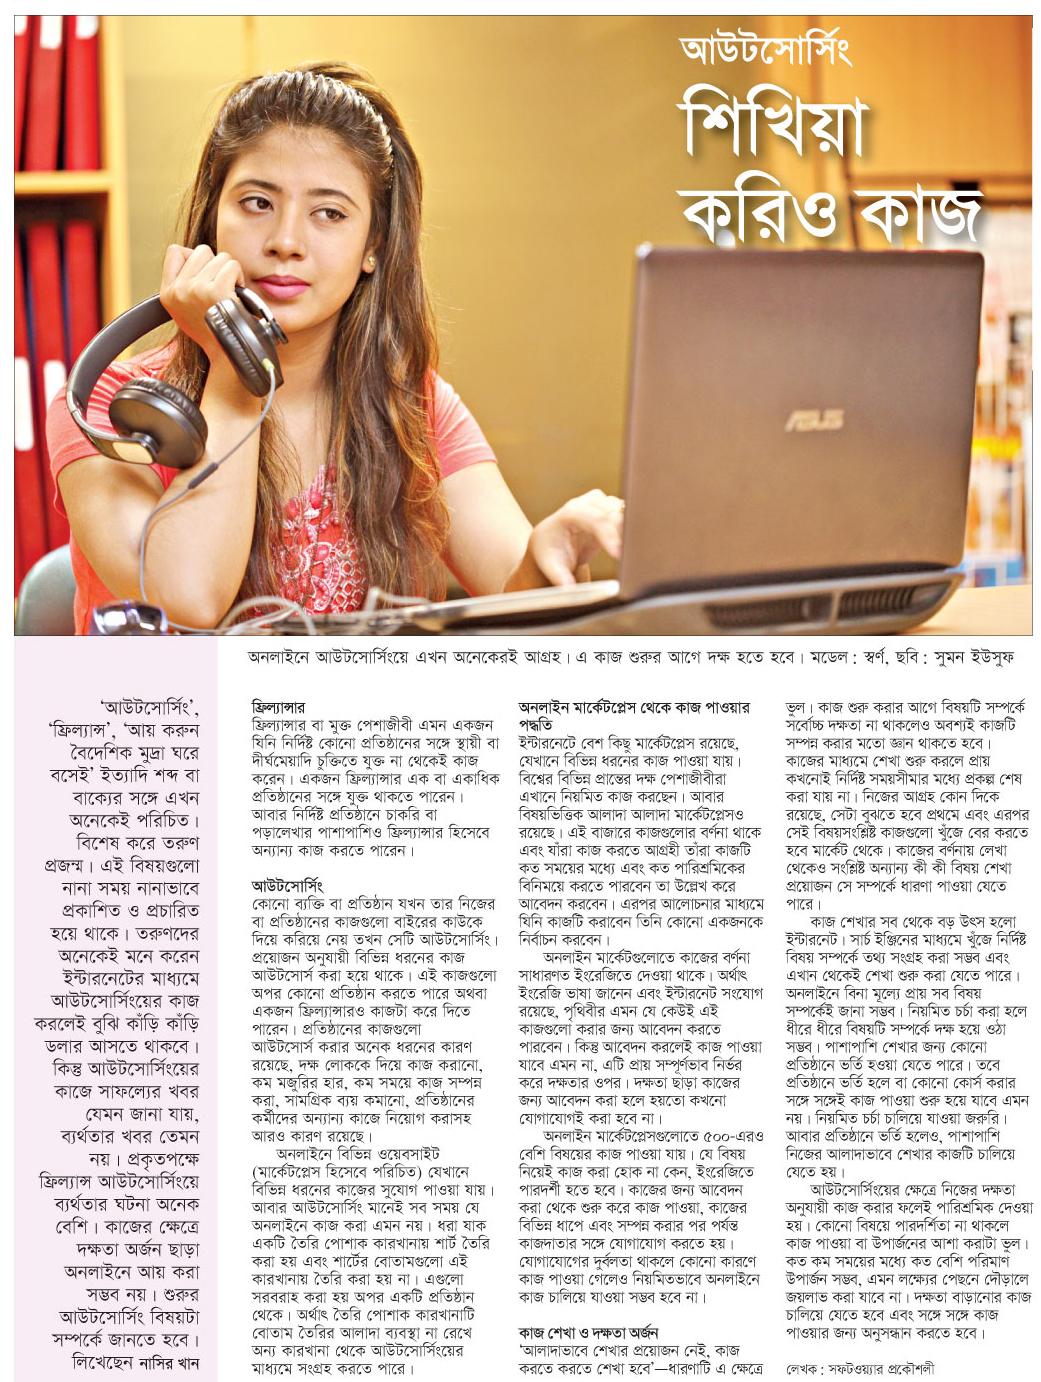 আউটসোর্সিং
শিখিয়া
করিও কাজ
ASUS
অনলাইনে আউটসোর্সিংয়ে এখন অনেকেরই আগ্রহ। এ কাজ শুরুর আগে দক্ষ হতে হবে। মডেল : স্বর্ণ, ছবি : সুমন ইউসুফ
‘আউটসোর্সিং’,
‘ফ্রিল্যান্স’, ‘আয় করুন
বৈদেশিক মুদ্রা ঘরে
বসেই’ ইত্যাদি শব্দ বা
বাক্যের সঙ্গে এখন
অনেকেই পরিচিত।
বিশেষ করে তরুণ
প্রজন্ম। এই বিষয়গুলো
নানা সময় নানাভাবে
প্রকাশিত ও প্রচারিত
হয়ে থাকে। তরুণদের
অনেকেই মনে করেন
ইন্টারনেটের মাধ্যমে
আউটসোর্সিংয়ের কাজ
করলেই বুঝি কাঁড়ি কাঁড়ি
ডলার আসতে থাকবে।
কিন্তু আউটসোর্সিংয়ের
কাজে সাফল্যের খবর
যেমন জানা যায়,
ব্যর্থতার খবর তেমন
নয়। প্রকৃতপক্ষে
ফ্রিল্যান্স আউটসোর্সিংয়ে
ব্যর্থতার ঘটনা অনেক
বেশি। কাজের ক্ষেত্রে
দক্ষতা অর্জন ছাড়া
অনলাইনে আয় করা
সম্ভব নয়। শুরুর
আউটসোর্সিং বিষয়টা
সম্পর্কে জানতে হবে।
লিখেছেন নাসির খান
ফ্রিল্যান্সার
ফ্রিল্যান্সার বা মুক্ত পেশাজীবী এমন একজন
যিনি নির্দিষ্ট কোনো প্রতিষ্ঠানের সঙ্গে স্থায়ী বা
দীর্ঘমেয়াদি চুক্তিতে যুক্ত না থেকেই কাজ
করেন। একজন ফ্রিল্যান্সার এক বা একাধিক
প্রতিষ্ঠানের সঙ্গে যুক্ত থাকতে পারেন।
আবার নির্দিষ্ট প্রতিষ্ঠানে চাকরি বা
পড়ালেখার পাশাপাশিও ফ্রিল্যান্সার হিসেবে
অন্যান্য কাজ করতে পারেন।
আউটসোর্সিং
কোনো ব্যক্তি বা প্রতিষ্ঠান যখন তার নিজের
বা প্রতিষ্ঠানের কাজগুলো বাইরের কাউকে
দিয়ে করিয়ে নেয় তখন সেটি আউটসোর্সিং।
প্রয়োজন অনুযায়ী বিভিন্ন ধরনের কাজ
আউটসোর্স করা হয়ে থাকে। এই কাজগুলো
অপর কোনো প্রতিষ্ঠান করতে পারে অথবা
একজন ফ্রিল্যান্সারও কাজটা করে দিতে
পারেন। প্রতিষ্ঠানের কাজগুলো
আউটসোর্স করার অনেক ধরনের কারণ
রয়েছে, দক্ষ লোককে দিয়ে কাজ করানো,
কম মজুরির হার, কম সময়ে কাজ সম্পন্ন
করা, সামগ্রিক ব্যয় কমানো, প্রতিষ্ঠানের
কর্মীদের অন্যান্য কাজে নিয়োগ করাসহ
আরও কারণ রয়েছে।
অনলাইনে বিভিন্ন ওয়েবসাইট
(মার্কেটপ্লেস হিসেবে পরিচিত) যেখানে
বিভিন্ন ধরনের কাজের সুযোগ পাওয়া যায়।
আবার আউটসোর্সিং মানেই সব সময় যে
অনলাইনে কাজ করা এমন নয়। ধরা যাক
একটি তৈরি পোশাক কারখানায় শার্ট তৈরি
করা হয় এবং শার্টের বোতামগুলো এই
কারখানায় তৈরি করা হয় না। এগুলো
সরবরাহ করা হয় অপর একটি প্রতিষ্ঠান
থেকে। অর্থাৎ তৈরি পোশাক কারখানাটি
বোতাম তৈরির আলাদা ব্যবস্থা না রেখে
অন্য কারখানা থেকে আউটসোর্সিংয়ের
মাধ্যমে সংগ্রহ করতে পারে।
অনলাইন মার্কেটপ্লেস থেকে কাজ পাওয়ার
পদ্ধতি
ইন্টারনেটে বেশ কিছু মার্কেটপ্লেস রয়েছে,
যেখানে বিভিন্ন ধরনের কাজ পাওয়া যায়।
বিশ্বের বিভিন্ন প্রান্তের দক্ষ পেশাজীবীরা
এখানে নিয়মিত কাজ করছেন। আবার
বিষয়ভিত্তিক আলাদা আলাদা মার্কেটপ্লেসও
রয়েছে। এই বাজারে কাজগুলোর বর্ণনা থাকে
এবং যাঁরা কাজ করতে আগ্রহী তাঁরা কাজটি
কত সময়ের মধ্যে এবং কত পারিশ্রমিকের
বিনিময়ে করতে পারবেন তা উল্লেখ করে
আবেদন করবেন। এরপর আলোচনার মাধ্যমে
যিনি কাজটি করাবেন তিনি কোনো একজনকে
নির্বাচন করবেন।
অনলাইন মার্কেটগুলোতে কাজের বর্ণনা
সাধারণত ইংরেজিতে দেওয়া থাকে। অর্থাৎ
ইংরেজি ভাষা জানেন এবং ইন্টারনেট সংযোগ
রয়েছে, পৃথিবীর এমন যে কেউই এই
কাজগুলো করার জন্য আবেদন করতে
পারবেন। কিন্তু আবেদন করলেই কাজ পাওয়া
যাবে এমন না, এটি প্রায় সম্পূর্ণভাব নির্ভর
করে দক্ষতার ওপর। দক্ষতা ছাড়া কাজের
জন্য আবেদন করা হলে হয়তো কখনো
যোগাযোগই করা হবে না।
অনলাইন মার্কেটপ্লেসগুলোতে ৫০০-এরও
বেশি বিষয়ের কাজ পাওয়া যায়। যে বিষয়
নিয়েই কাজ করা হোক না কেন, ইংরেজিতে
পারদর্শী হতে হবে। কাজের জন্য আবেদন
করা থেকে শুরু করে কাজ পাওয়া, কাজের
বিভিন্ন ধাপে এবং সম্পন্ন করার পর পর্যন্ত
কাজদাতার সঙ্গে যোগাযোগ করতে হয়।
যোগাযোগের দুর্বলতা থাকলে কোনো কারণে
কাজ পাওয়া গেলেও নিয়মিতভাবে অনলাইনে
কাজ চালিয়ে যাওয়া সম্ভব হবে না।
কাজ শেখা ও দক্ষতা অর্জন
‘আলাদাভাবে শেখার প্রয়োজন নেই, কাজ
করতে করতে শেখা হবে’—ধারণাটি এ ক্ষেত্রে
ভুল। কাজ শুরু করার আগে বিষয়টি সম্পর্কে
সর্বোচ্চ দক্ষতা না থাকলেও অবশ্যই কাজটি
সম্পন্ন করার মতো জ্ঞান থাকতে হবে।
কাজের মাধ্যমে শেখা শুরু করলে প্রায়
কখনোই নির্দিষ্ট সময়সীমার মধ্যে প্রকল্প শেষ
করা যায় না। নিজের আগ্রহ কোন দিকে
রয়েছে, সেটা বুঝতে হবে প্রথমে এবং এরপর
সেই বিষয়সংশ্লিষ্ট কাজগুলো খুঁজে বের করতে
হবে মার্কেট থেকে। কাজের বর্ণনায় লেখা
থেকেও সংশ্লিষ্ট অন্যান্য কী কী বিষয় শেখা
প্রয়োজন সে সম্পর্কে ধারণা পাওয়া যেতে
পারে।
কাজ শেখার সব থেকে বড় উৎস হলো
ইন্টারনেট। সার্চ ইঞ্জিনের মাধ্যমে খুঁজে নির্দিষ্ট
বিষয় সম্পর্কে তথ্য সংগ্রহ করা সম্ভব এবং
এখান থেকেই শেখা শুরু করা যেতে পারে।
অনলাইনে বিনা মূল্যে প্রায় সব বিষয়
সম্পর্কেই জানা সম্ভব। নিয়মিত চর্চা করা হলে
ধীরে ধীরে বিষয়টি সম্পর্কে দক্ষ হয়ে ওঠা
সম্ভব। পাশাপাশি শেখার জন্য কোনো
প্রতিষ্ঠানে ভর্তি হওয়া যেতে পারে। তবে
প্রতিষ্ঠানে ভর্তি হলে বা কোনো কোর্স করার
সঙ্গে সঙ্গেই কাজ পাওয়া শুরু হয়ে যাবে এমন
নয়। নিয়মিত চর্চা চালিয়ে যাওয়া জরুরি।
আবার প্রতিষ্ঠানে ভর্তি হলেও, পাশাপাশি
নিজের আলাদাভাবে শেখার কাজটি চালিয়ে
যেতে হয়।
আউটসোর্সিংয়ের ক্ষেত্রে নিজের দক্ষতা
অনুযায়ী কাজ করার ফলেই পারিশ্রমিক দেওয়া
হয়। কোনো বিষয়ে পারদর্শিতা না থাকলে
কাজ পাওয়া বা উপার্জনের আশা করাটা ভুল।
কত কম সময়ের মধ্যে কত বেশি পরিমাণ
উপার্জন সম্ভব, এমন লক্ষ্যের পেছনে দৌড়ালে
জয়লাভ করা যাবে না। দক্ষতা বাড়ানোর কাজ
চালিয়ে যেতে হবে এবং সঙ্গে সঙ্গে কাজ
পাওয়ার জন্য অনুসন্ধান করতে হবে।
লেখক : সফটওয়্যার প্রকৌশলী